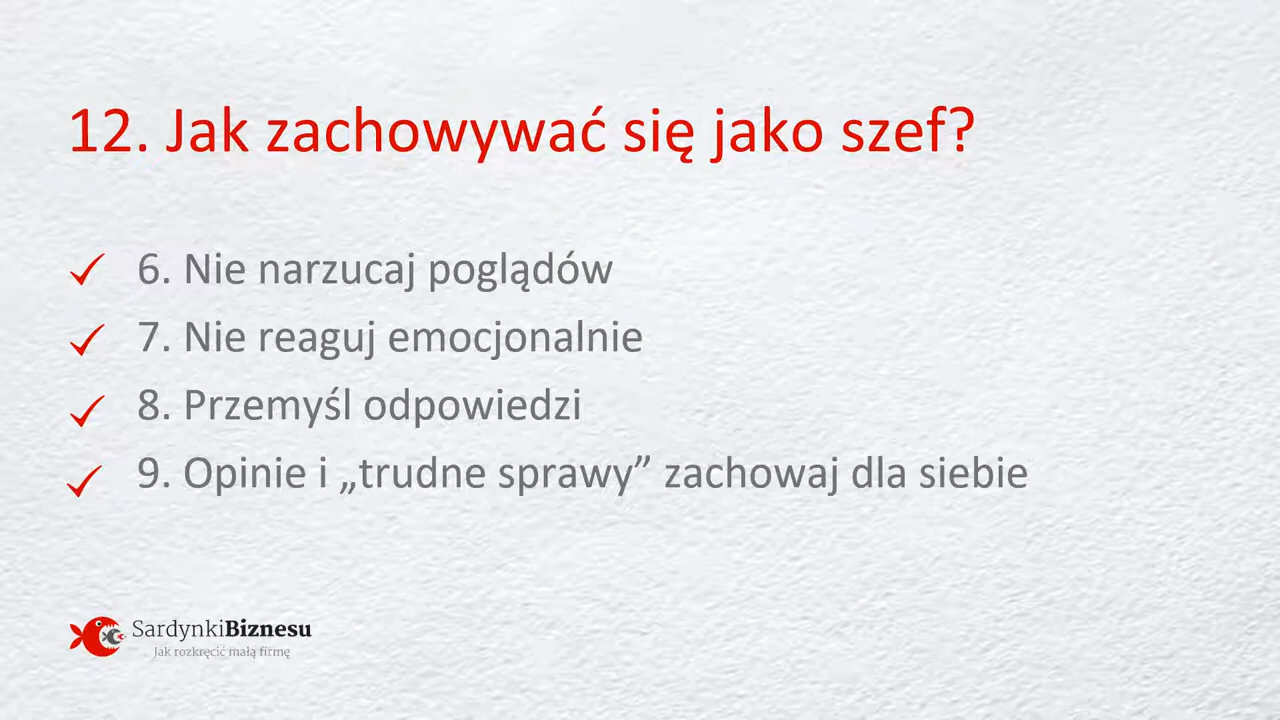 12. Jak zachowywać się jako szef?
6. Nie narzucaj poglądów
7. Nie reaguj emocjonalnie
8. Przemyśl odpowiedzi
9. Opinie i „trudne sprawy” zachowaj dla siebie
SardynkiBiznesu
Jak rozkręcić małą firmę